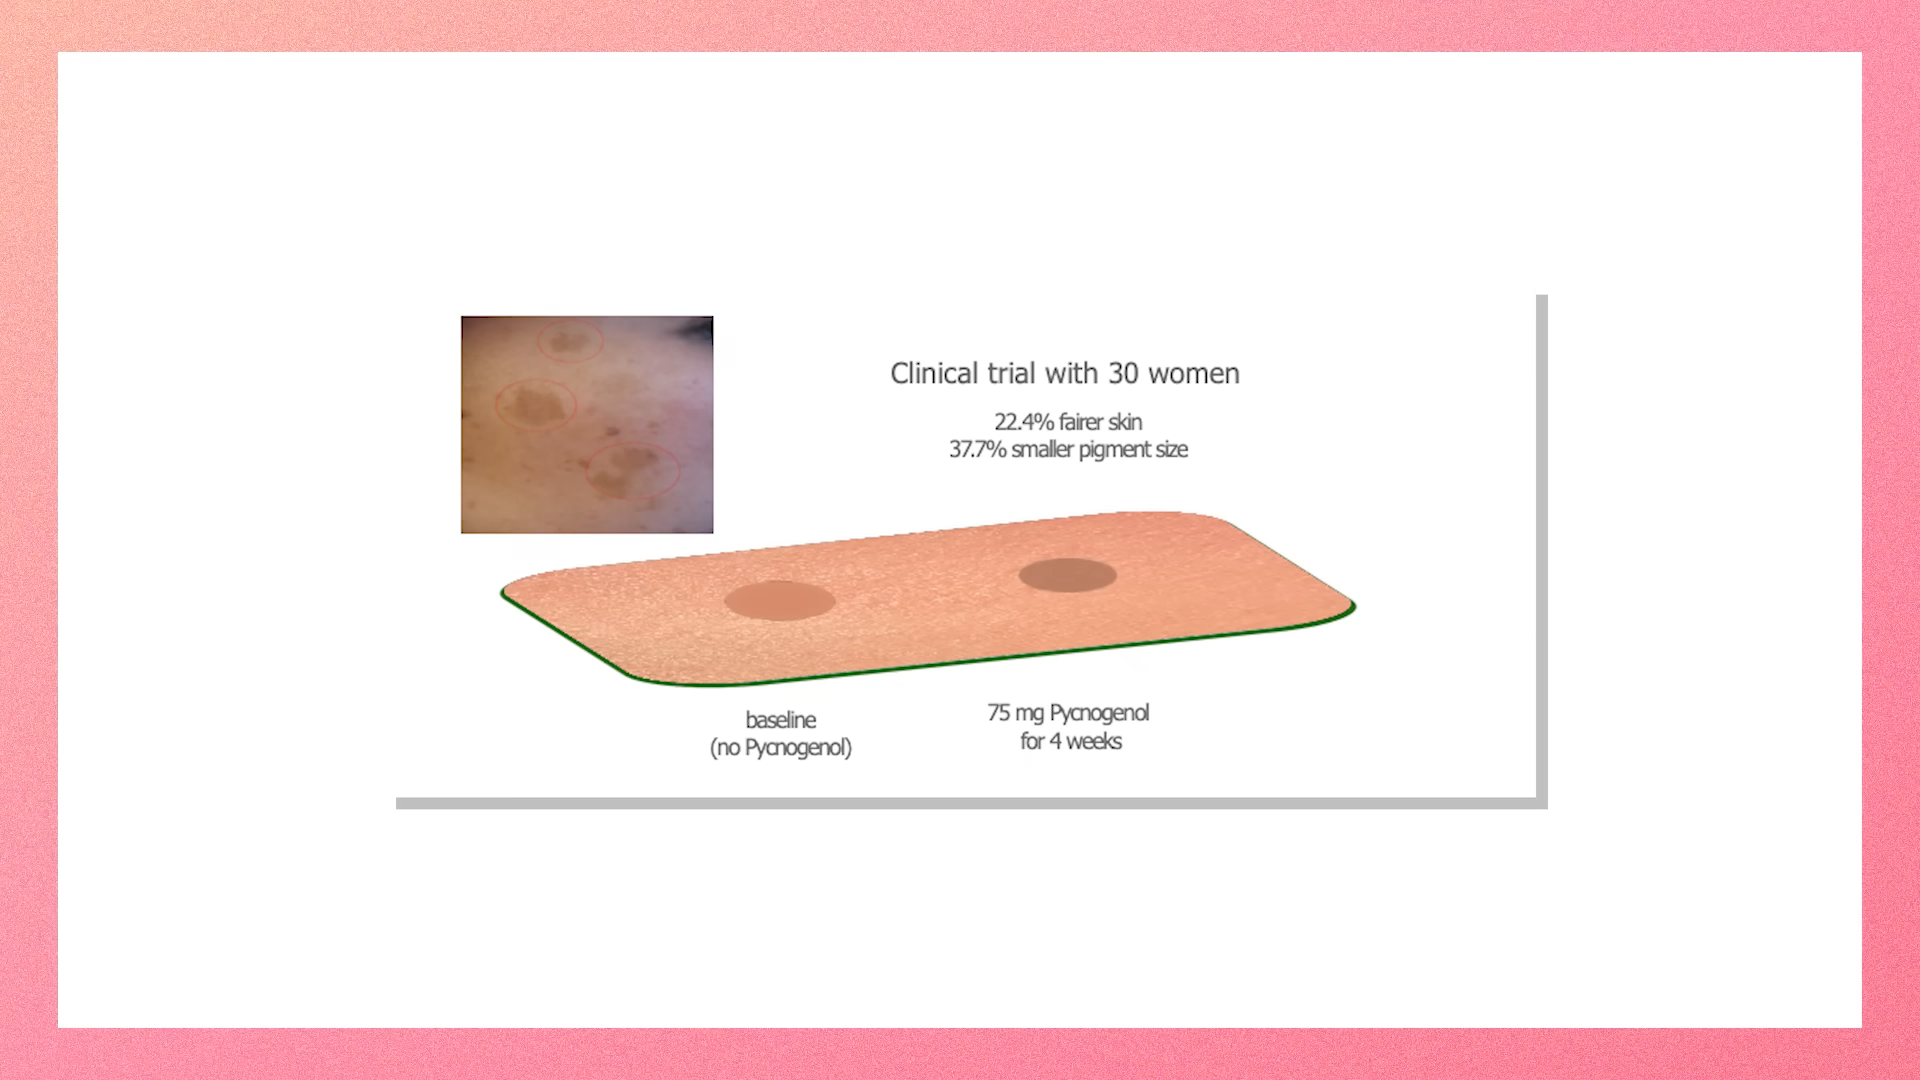 Clinical trial with 30 women
22.4% fairer skin
37.7% smaller pigment size
baseline
(no Pycnogenol)
75 mg Pycnogenol
for 4 weeks